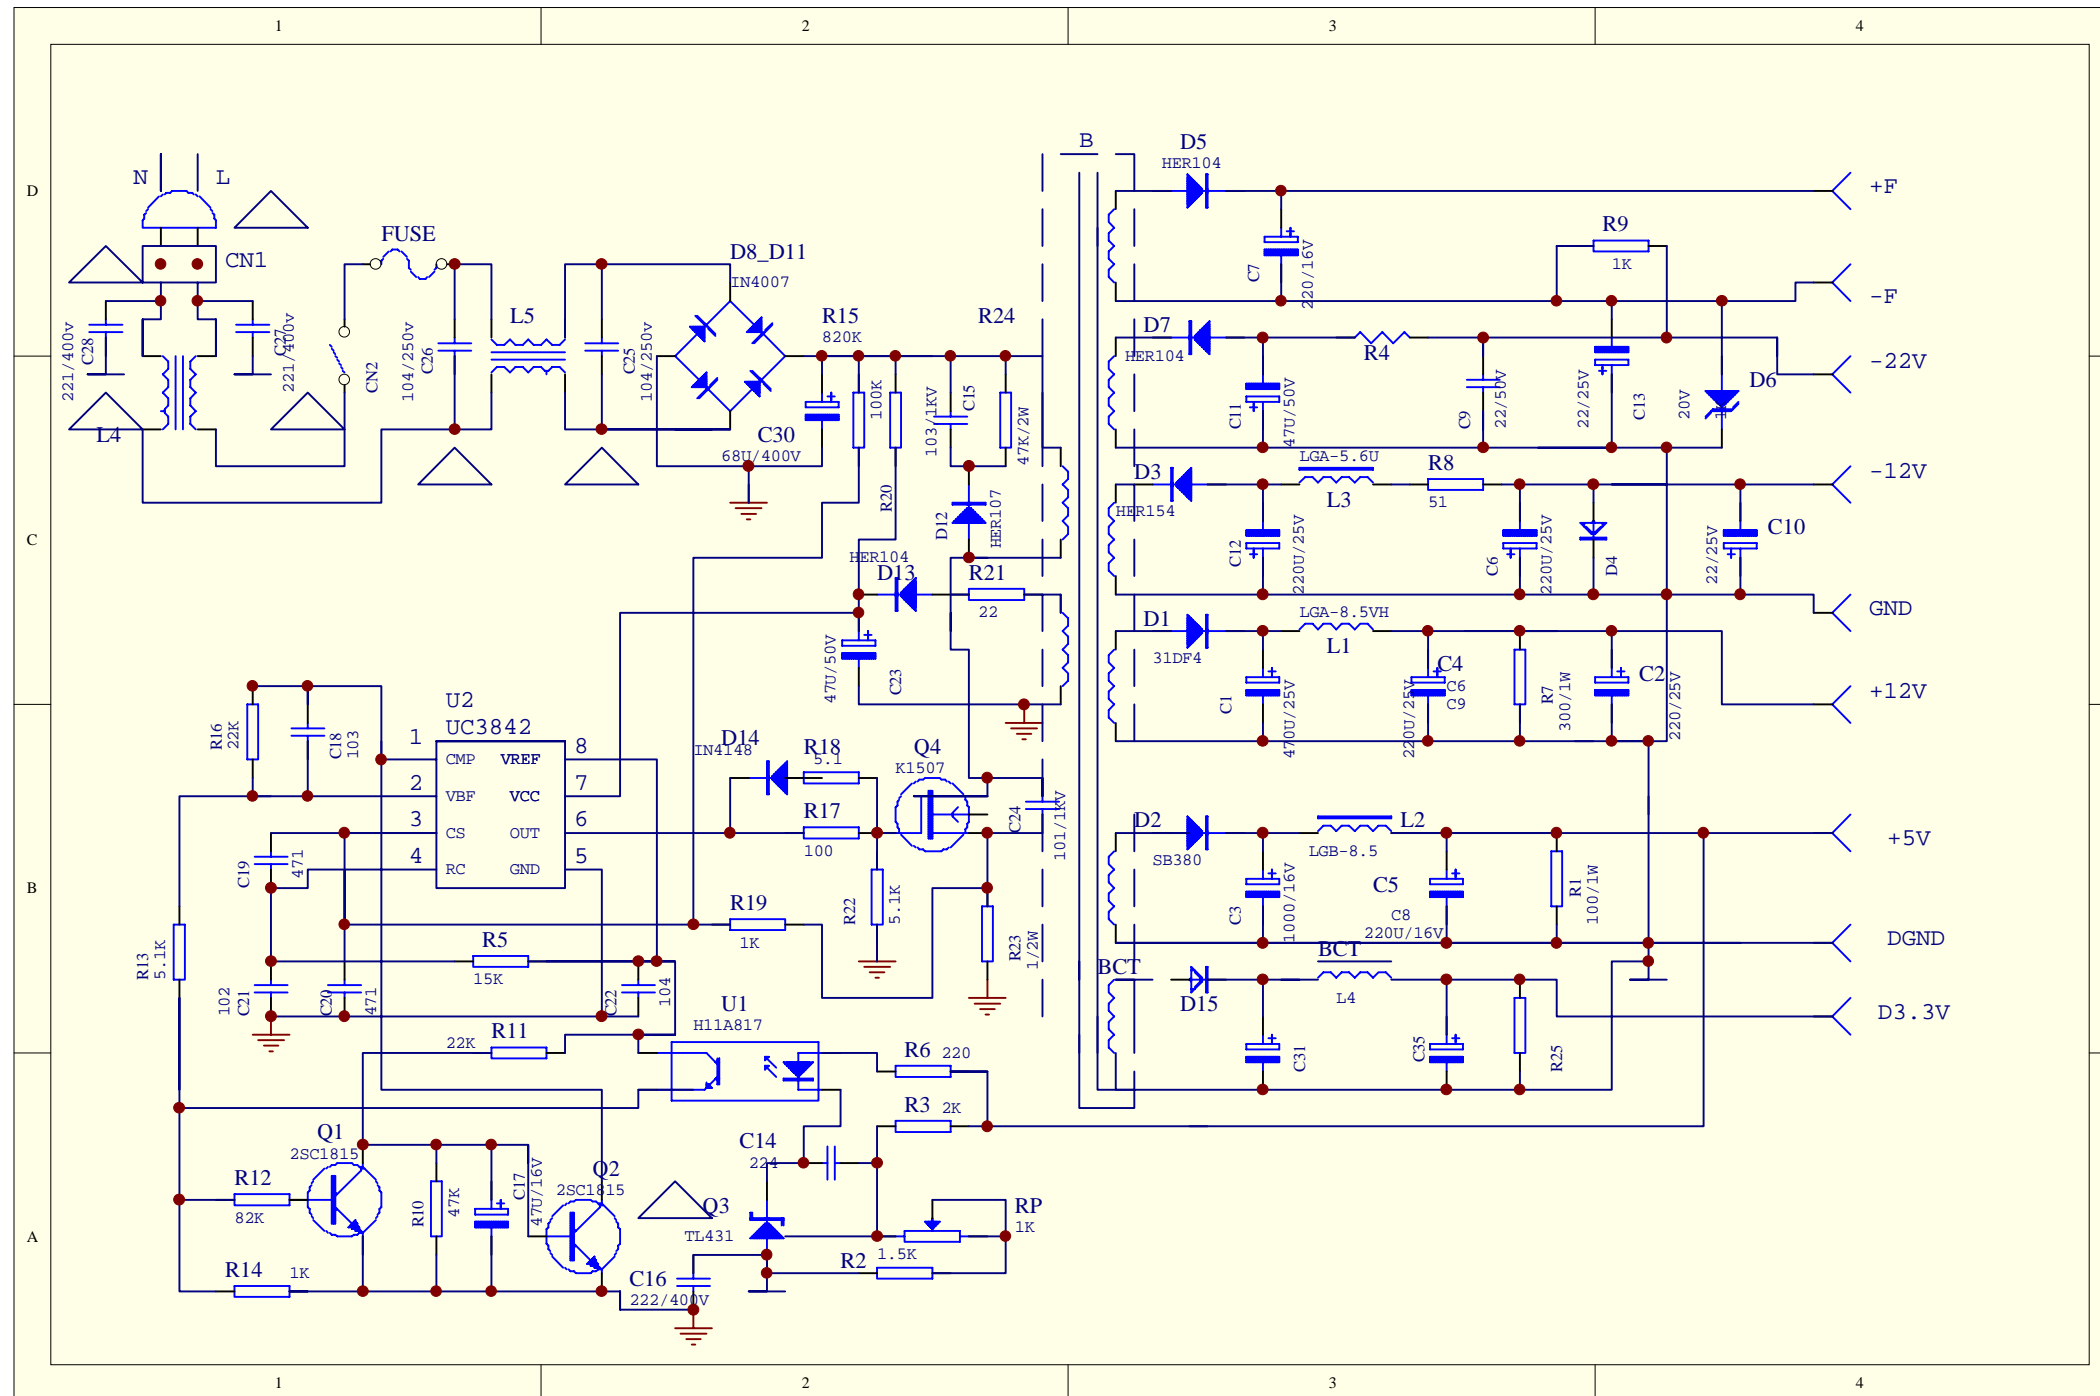 1 2 3 4
D
C
B
A
N L
CN1
221/400v
C28
C27
221/400v
L4
CN2
FUSE
104/250v
C26
L5
C25
104/250v
D8_D11
IN4007
R15
820K
R24
C30
68U/400V
100K
R20
103/1KV
C15
47K/2W
D12
HER107
HER104
D13
R21
22
47U/50V
C23
B
D5
HER104
C7
220/16V
+F
R9
1K
-F
D7
HER104
R4
C11
47U/50V
C9
22/50V
22/25V
C13
20V
D6
-22V
D3
HER154
LGA-5.6U
L3
R8
51
-12V
C12
220U/25V
C6
220U/25V
D4
22/25V
C10
GND
D1
31DF4
LGA-8.5VH
L1
C1
470U/25V
220U/25V
C4
C6
C9
R7
300/1W
C2
220/25V
+12V
U2
UC3842
R16
22K
C18
103
1 CMP VREF 8
2 VBF VCC 7
3 CS OUT 6
4 RC GND 5
C19
471
D14
IN4148
R18
5.1
R17
100
Q4
K1507
C24
101/1KV
R22
5.1K
R19
1K
R23
1/2W
R13
5.1K
R5
15K
102
C21
C20
471
C22
104
D2
SB380
L2
LGB-8.5
C3
1000/16V
C5
C8
220U/16V
R1
100/1W
+5V
DGND
BCT
D15
BCT
L4
C31
C35
R25
D3.3V
R11
22K
U1
H11A817
R6 220
R3 2K
Q1
2SC1815
R12
82K
R14 1K
R10
47K
C17
47U/16V
Q2
2SC1815
C14
224
Q3
TL431
RP
1K
R2
1.5K
C16
222/400V
1 2 3 4
D
C
B
A